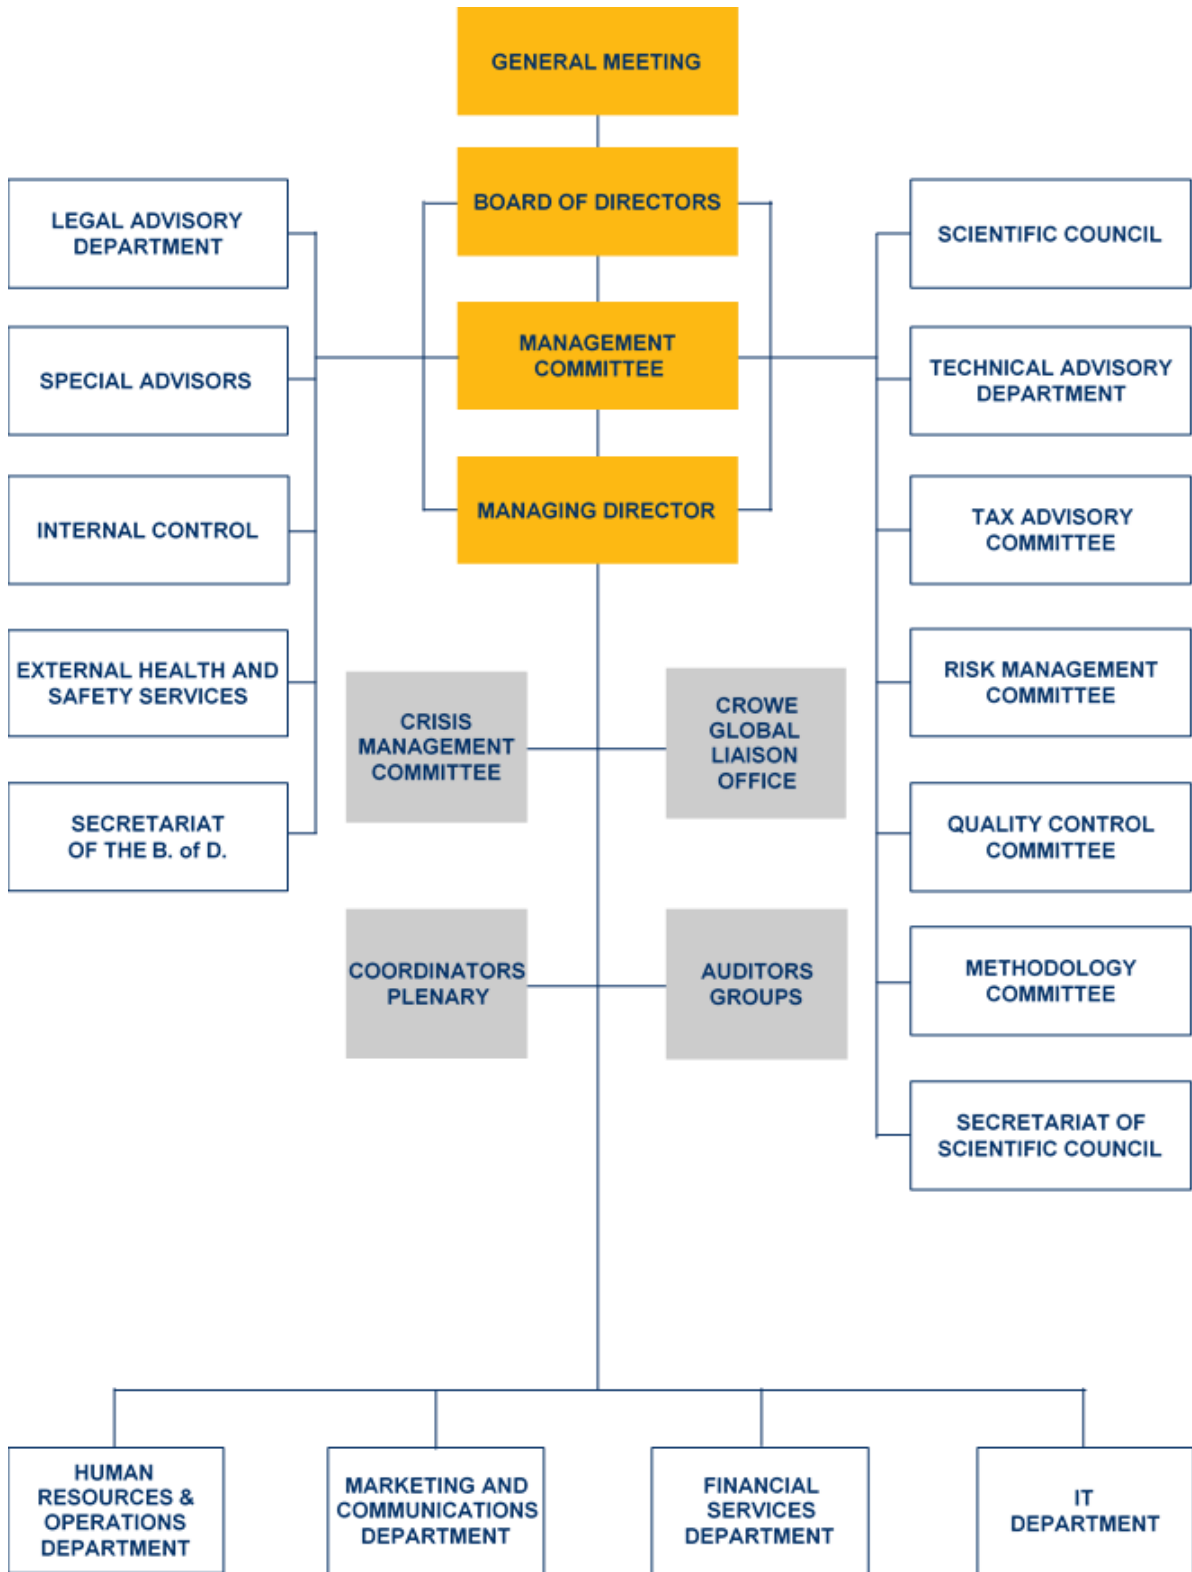 GENERAL MEETING
BOARD OF DIRECTORS
MANAGEMENT
COMMITTEE
MANAGING DIRECTOR
LEGAL ADVISORY
DEPARTMENT
SPECIAL ADVISORS
INTERNAL CONTROL
EXTERNAL HEALTH AND
SAFETY SERVICES
SECRETARIAT
OF THE B. of D.
SCIENTIFIC COUNCIL
TECHNICAL ADVISORY
DEPARTMENT
TAX ADVISORY
COMMITTEE
RISK MANAGEMENT
COMMITTEE
QUALITY CONTROL
COMMITTEE
METHODOLOGY
COMMITTEE
SECRETARIAT OF
SCIENTIFIC COUNCIL
CRISIS
MANAGEMENT
COMMITTEE
CROWE
GLOBAL
LIAISON
OFFICE
COORDINATORS
PLENARY
AUDITORS
GROUPS
HUMAN
RESOURCES &
OPERATIONS
DEPARTMENT
MARKETING AND
COMMUNICATIONS
DEPARTMENT
FINANCIAL
SERVICES
DEPARTMENT
IT
DEPARTMENT